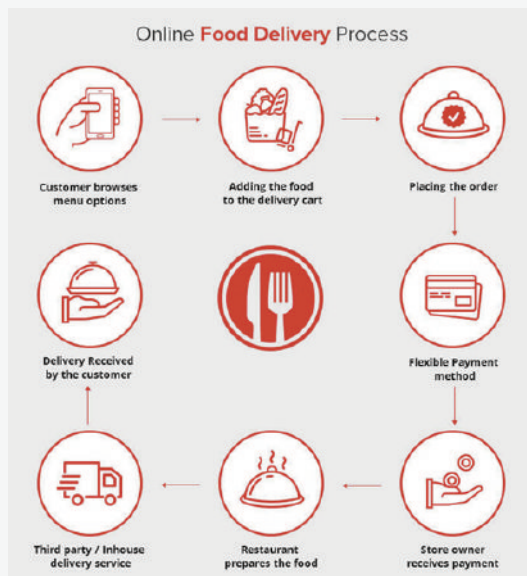 Online Food Delivery Process
Customer browses
menu options
Adding the food
to the delivery cart
Placing the order
Flexible Payment
method
Store owner
receives payment
Restaurant
prepares the food
Third party / Inhouse
delivery service
Delivery Received
by the customer